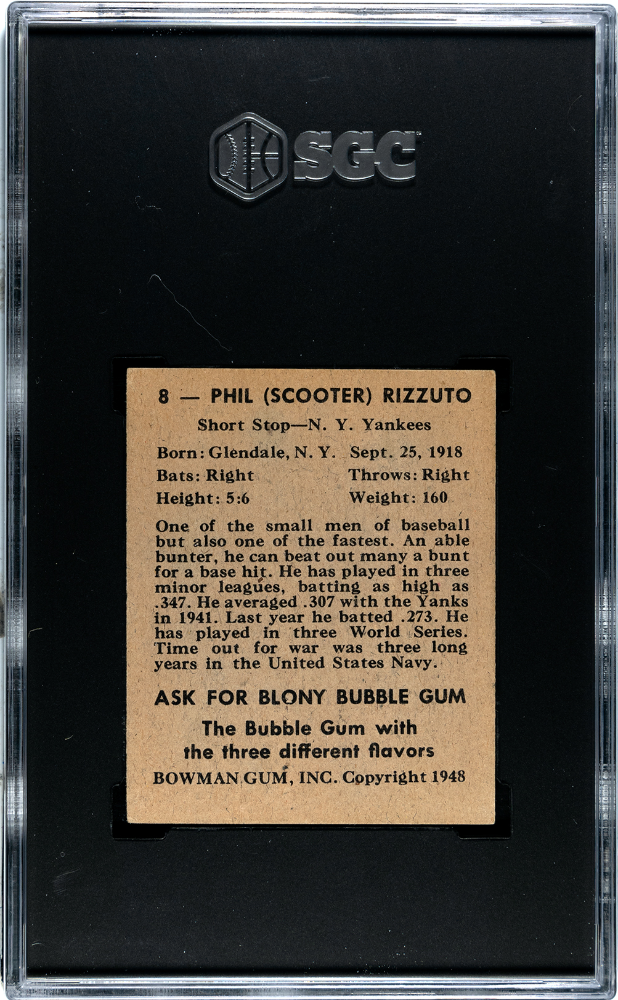 SGC
8 — PHIL (SCOOTER) RIZZUTO
Short Stop—N. Y. Yankees
Born: Glendale, N. Y. Sept. 25, 1918
Bats: Right Throws: Right
Height: 5:6 Weight: 160
One of the small men of baseball
but also one of the fastest. An able
bunter, he can beat out many a bunt
for a base hit. He has played in three
minor leagues, batting as high as
.347. He averaged .307 with the Yanks
in 1941. Last year he batted .273. He
has played in three World Series.
Time out for war was three long
years in the United States Navy.
ASK FOR BLONY BUBBLE GUM
The Bubble Gum with
the three different flavors
BOWMAN GUM, INC. Copyright 1948